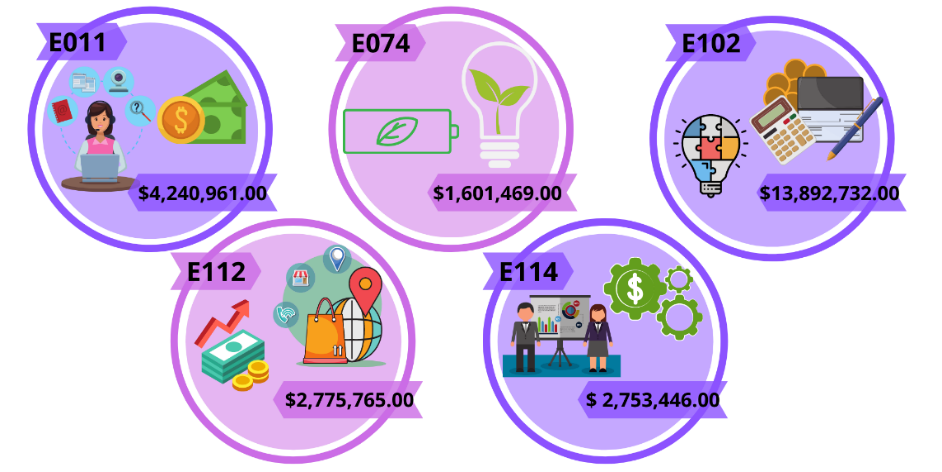 E011
$4,240,961.00
E074
$1,601,469.00
E102
$13,892,732.00
E112
$2,775,765.00
E114
$ 2,753,446.00